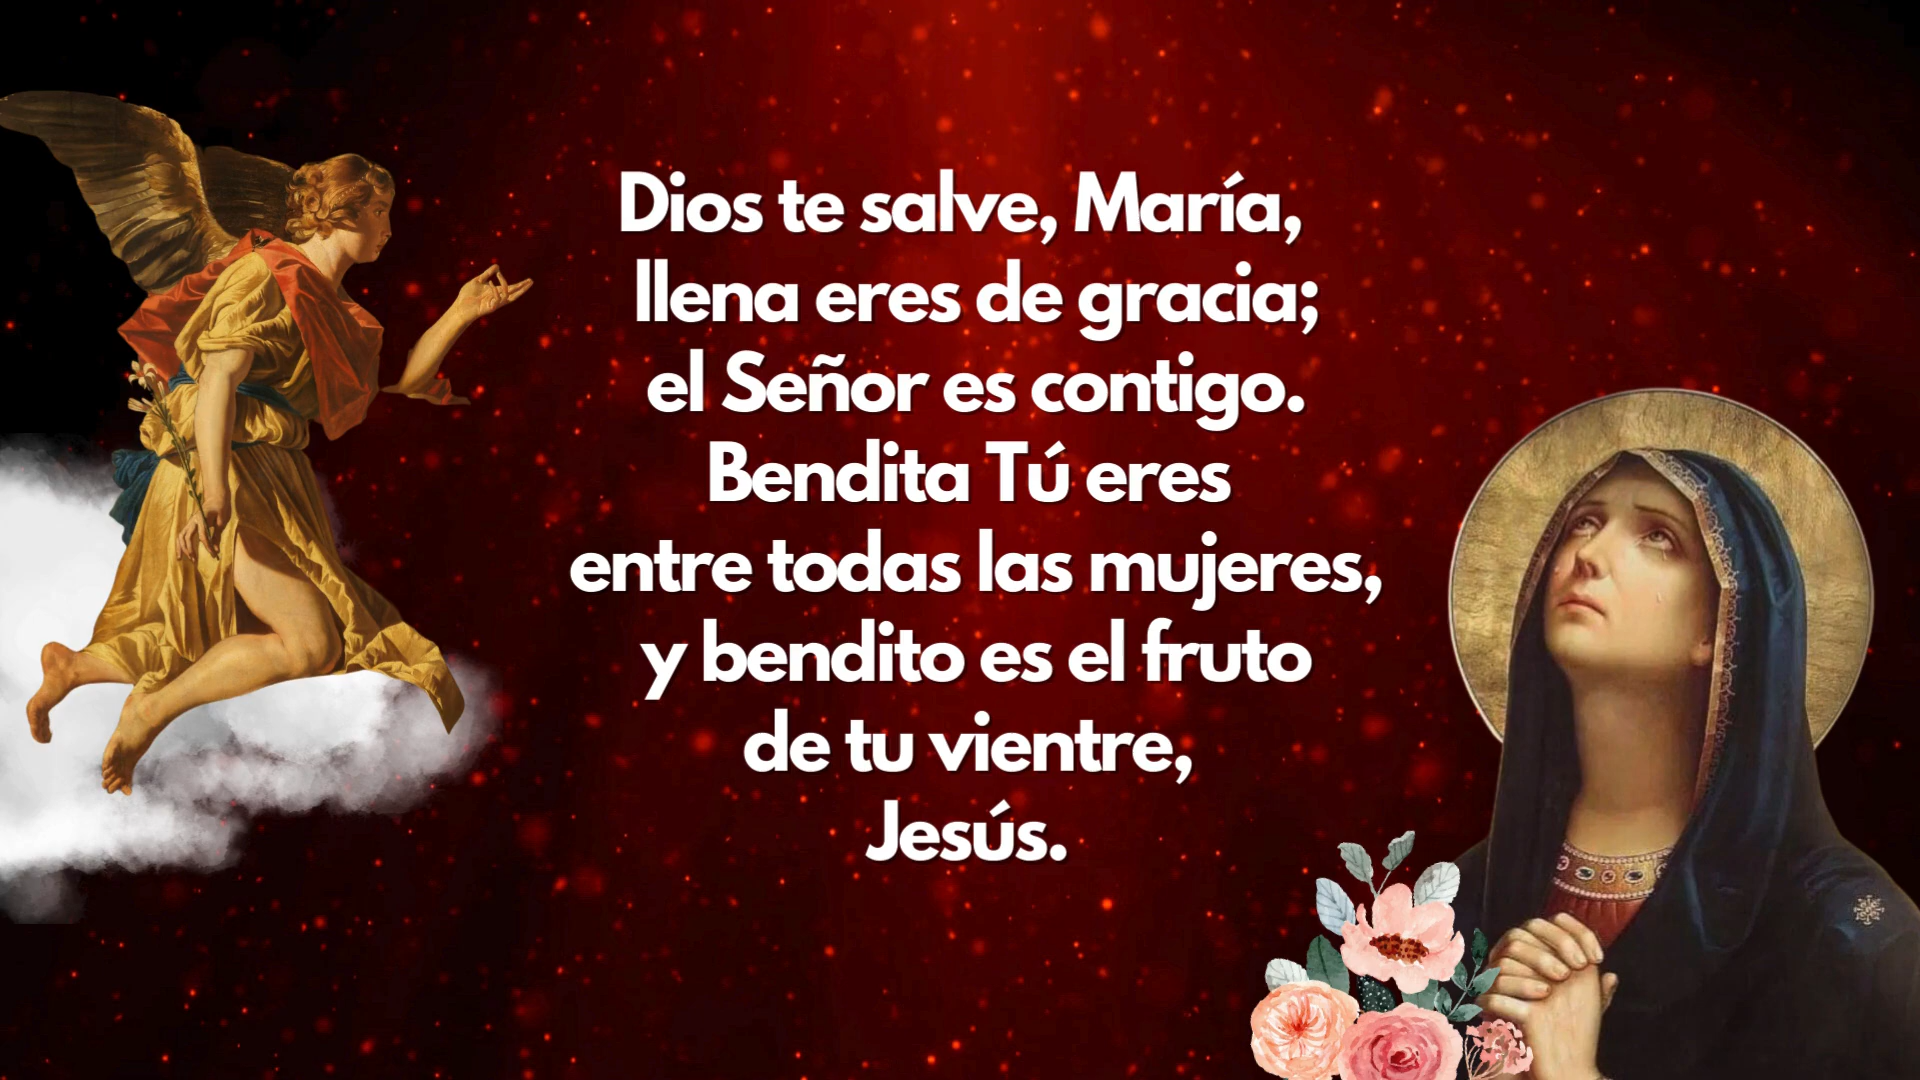 Dios te salve, María,
llena eres de gracia;
el Señor es contigo.
Bendita Tú eres
entre todas las mujeres,
y bendito es el fruto
de tu vientre,
Jesús.